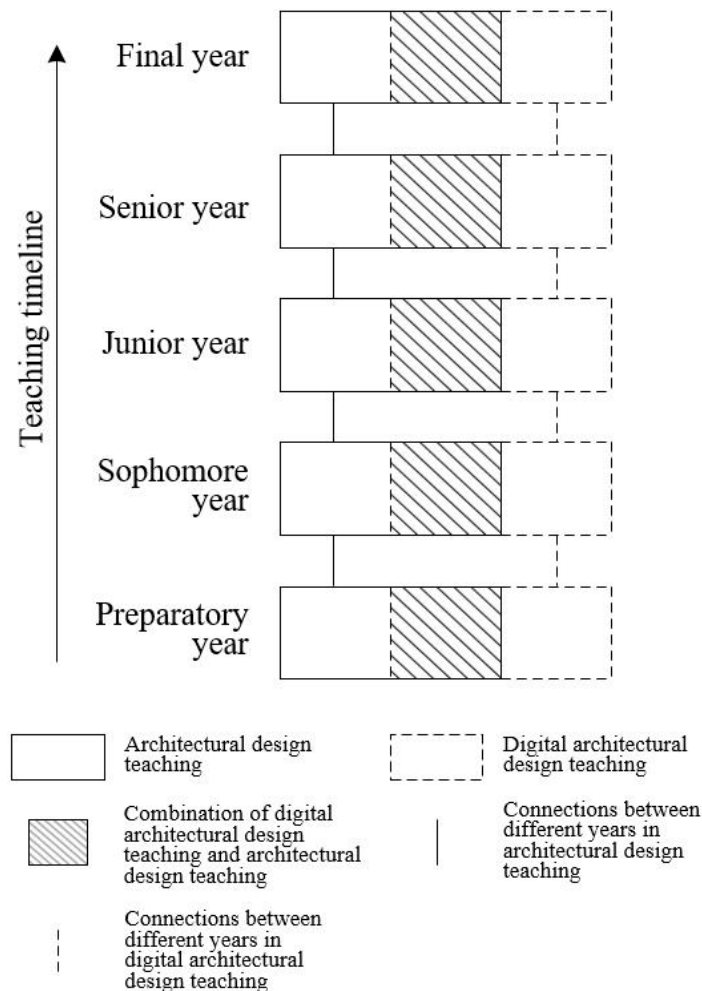 Final year
Senior year
Junior year
Sophomore
year
Preparatory
year
Teaching timeline
Architectural design
teaching
Digital architectural
design teaching
Combination of digital
architectural design
teaching and architectural
design teaching
Connections between
different years in
architectural design
teaching
Connections between
different years in
digital architectural
design teaching